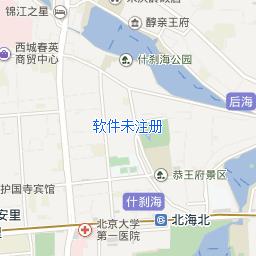 锦江之星
醇亲王府
西城春英
商贸中心
什刹海公园
后海
软件未注册
恭王府景区
护国寺宾馆
什刹海
安里
北海北
北京大学
第一医院